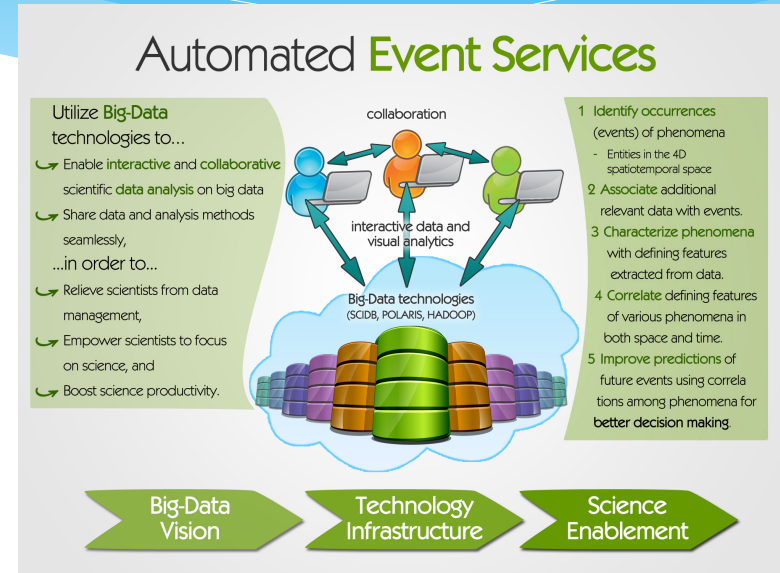 Automated Event Services
Utilize Big-Data
technologies to...
Enable interactive and collaborative
scientific data analysis on big data
Share data and analysis methods
seamlessly,
...in order to...
Relieve scientists from data
management,
Empower scientists to focus
on science, and
Boost science productivity.
collaboration
interactive data and
visual analytics
Big-Data technologies
(SCIDB, POLARIS, HADOOP)
1 Identify occurrences
(events) of phenomena
- Entities in the 4D
spatiotemporal space
2 Associate additional
relevant data with events.
3 Characterize phenomena
with defining features
extracted from data.
4 Correlate defining features
of various phenomena in
both space and time.
5 Improve predictions of
future events using correla
tions among phenomena for
better decision making.
Big-Data
Vision
Technology
Infrastructure
Science
Enablement